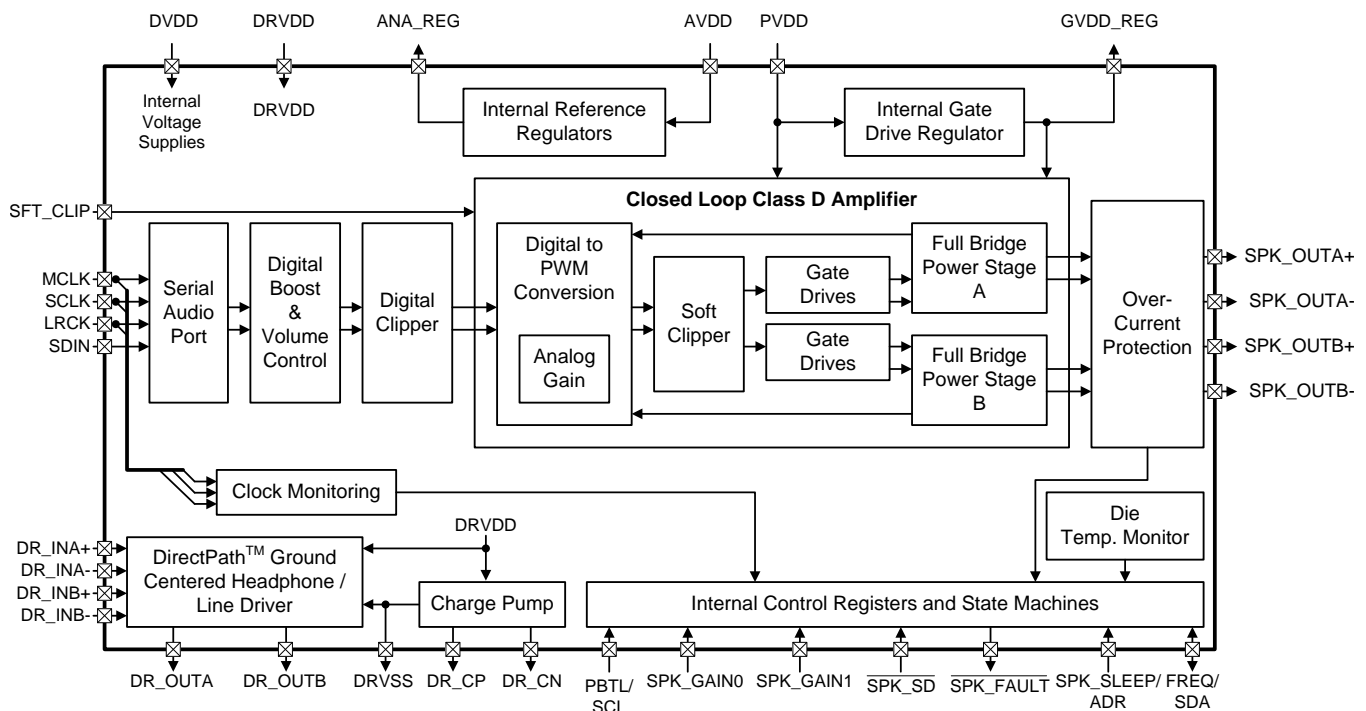 DVDD
DRVDD
ANA_REG
AVDD
PVDD
GVDD_REG
Internal
Voltage
Supplies
DRVDD
Internal Reference
Regulators
Internal Gate
Drive Regulator
Closed Loop Class D Amplifier
SFT_CLIP
MCLK
SCLK
LRCK
SDIN
Serial
Audio
Port
Digital
Boost
&
Volume
Control
Digital
Clipper
Digital to
PWM
Conversion
Analog
Gain
Soft
Clipper
Gate
Drives
Gate
Drives
Full Bridge
Power Stage
A
Full Bridge
Power Stage
B
Over-
Current
Protection
SPK_OUTA+
SPK_OUTA-
SPK_OUTB+
SPK_OUTB-
Clock Monitoring
Die
Temp. Monitor
DR_INA+
DR_INA-
DR_INB+
DR_INB-
DirectPath™ Ground
Centered Headphone /
Line Driver
DRVDD
Charge Pump
Internal Control Registers and State Machines
DR_OUTA
DR_OUTB
DRVSS
DR_CP
DR_CN
PBTL/
SCL
SPK_GAIN0
SPK_GAIN1
SPK_SD
SPK_FAULT
SPK_SLEEP/
ADR
FREQ/
SDA